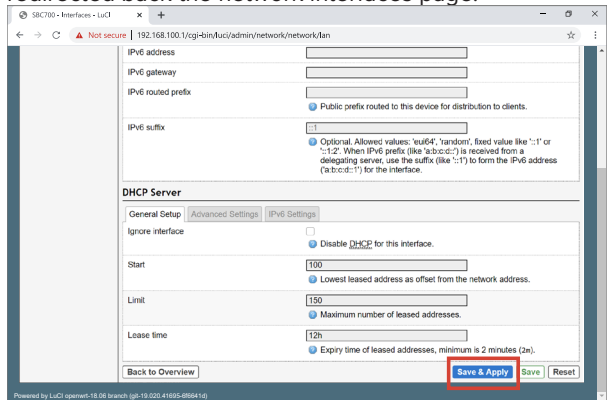 redirected back the network interfaces page.
SBC700 - Interfaces - LuCI
Not secure | 192.168.100.1/cgi-bin/luci/admin/network/network/lan
IPv6 address
IPv6 gateway
IPv6 routed prefix
Public prefix routed to this device for distribution to clients.
IPv6 suffix
::1
Optional. Allowed values: 'eui64', 'random', fixed value like '::1' or
'::1:2'. When IPv6 prefix (like 'a:b:c:d::') is received from a
delegating server, use the suffix (like '::1') to form the IPv6 address
('a:b:c:d::1') for the interface.
DHCP Server
General Setup Advanced Settings IPv6 Settings
Ignore interface
Disable DHCP for this interface.
Start
100
Lowest leased address as offset from the network address.
Limit
150
Maximum number of leased addresses.
Lease time
12h
Expiry time of leased addresses, minimum is 2 minutes (2m).
Back to Overview Save & Apply Save Reset
Powered by LuCI openwrt-18.06 branch (git-19.020.41695-6f6641d)